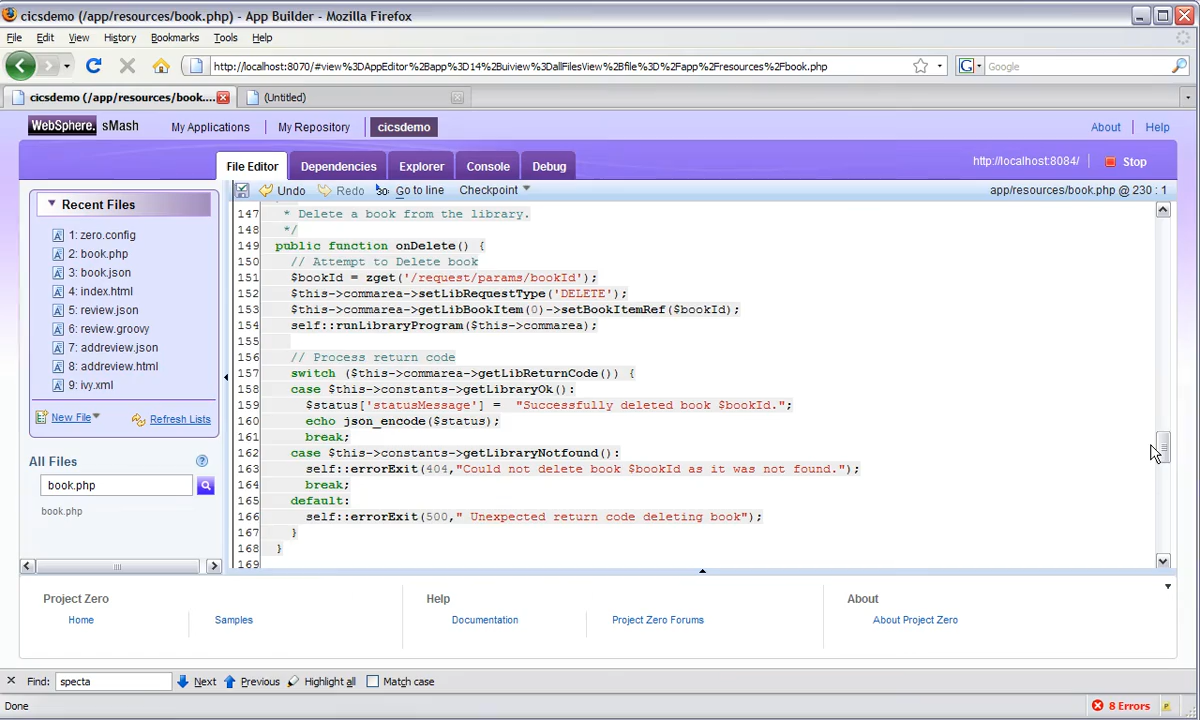 cicsdemo (/app/resources/book.php) - App Builder - Mozilla Firefox
File Edit View History Bookmarks Tools Help
http://localhost:8070/#view%3DAppEditor%2Bapp%3D14%2Buiview%3DallFilesView%2Bfile%3D%2Fapp%2Fresources%2Fbook.php
G Google
cicsdemo (/app/resources/book.... (Untitled)
WebSphere. sMash My Applications My Repository cicsdemo About Help
File Editor Dependencies Explorer Console Debug http://localhost:8084/ Stop
Undo Redo Go to line Checkpoint app/resources/book.php @ 230 : 1
Recent Files
1: zero.config
2: book.php
3: book.json
4: index.html
5: review.json
6: review.groovy
7: addreview.json
8: addreview.html
9: ivy.xml
New File Refresh Lists
All Files
book.php
book.php
147 * Delete a book from the library.
148 */
149 public function onDelete() {
150 // Attempt to Delete book
151 $bookId = zget('/request/params/bookId');
152 $this->commarea->setLibRequestType('DELETE');
153 $this->commarea->getLibBookItem(0)->setBookItemRef($bookId);
154 self::runLibraryProgram($this->commarea);
155
156 // Process return code
157 switch ($this->commarea->getLibReturnCode()) {
158 case $this->constants->getLibraryOk():
159 $status['statusMessage'] = "Successfully deleted book $bookId.";
160 echo json_encode($status);
161 break;
162 case $this->constants->getLibraryNotfound():
163 self::errorExit(404,"Could not delete book $bookId as it was not found.");
164 break;
165 default:
166 self::errorExit(500," Unexpected return code deleting book");
167 }
168 }
169
Project Zero Help About
Home Samples Documentation Project Zero Forums About Project Zero
Find: specta Next Previous Highlight all Match case
Done 8 Errors